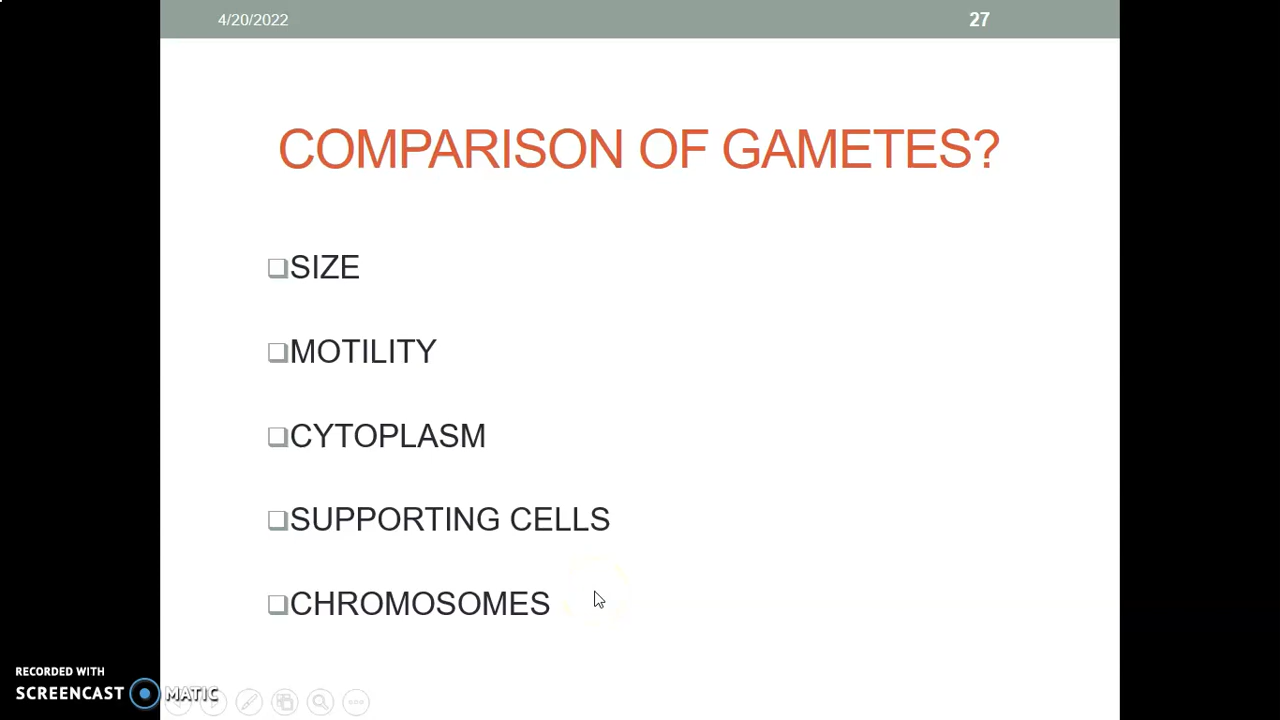 4/20/2022
27
COMPARISON OF GAMETES?
SIZE
MOTILITY
CYTOPLASM
SUPPORTING CELLS
CHROMOSOMES
RECORDED WITH
SCREENCAST MATIC